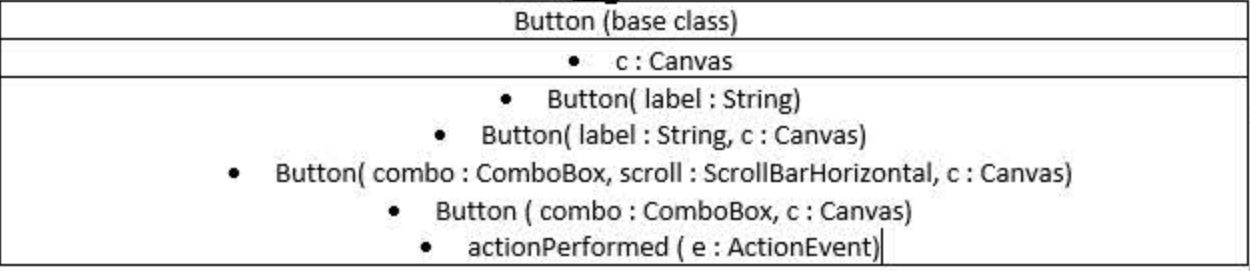 Button (base class)
• c : Canvas
• Button( label : String)
• Button( label : String, c : Canvas)
• Button( combo : ComboBox, scroll : ScrollBarHorizontal, c : Canvas)
• Button ( combo : ComboBox, c : Canvas)
• actionPerformed ( e : ActionEvent)